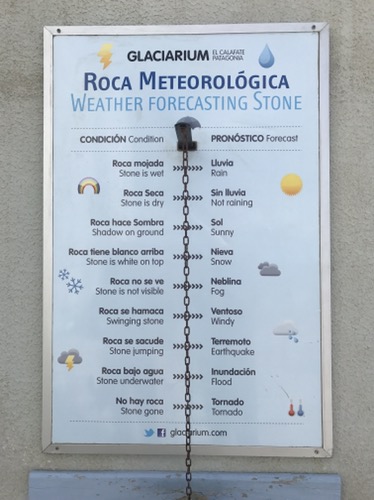 GLACIARIUM EL CALAFATE PATAGONIA
ROCA METEOROLÓGICA
WEATHER FORECASTING STONE
CONDICIÓN Condition PRONÓSTICO Forecast
Roca mojada >>>>>> Lluvia
Stone is wet Rain
Roca Seca >>>>>> Sin lluvia
Stone is dry Not raining
Roca hace Sombra >>>>>> Sol
Shadow on ground Sunny
Roca tiene blanco arriba >>>>>> Nieva
Stone is white on top Snow
Roca no se ve >>>>>> Neblina
Stone is not visible Fog
Roca se hamaca >>>>>> Ventoso
Swinging stone Windy
Roca se sacude >>>>>> Terremoto
Stone jumping Earthquake
Roca bajo agua >>>>>> Inundación
Stone underwater Flood
No hay roca >>>>>> Tornado
Stone gone Tornado
glaciarium.com